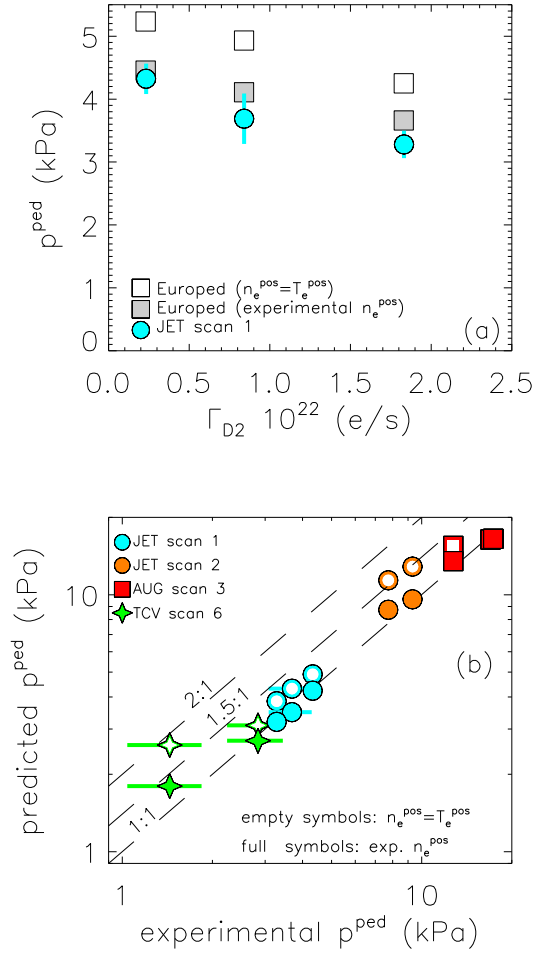 5
4
3
2
1
0
p^ped (kPa)
Europed (n_e^pos=T_e^pos)
Europed (experimental n_e^pos)
JET scan 1
(a)
0.0 0.5 1.0 1.5 2.0 2.5
Γ_D2 10^22 (e/s)
JET scan 1
JET scan 2
AUG scan 3
TCV scan 6
10
1
predicted p^ped (kPa)
(b)
2:1
1.5:1
1:1
empty symbols: n_e^pos=T_e^pos
full symbols: exp. n_e^pos
1 10
experimental p^ped (kPa)